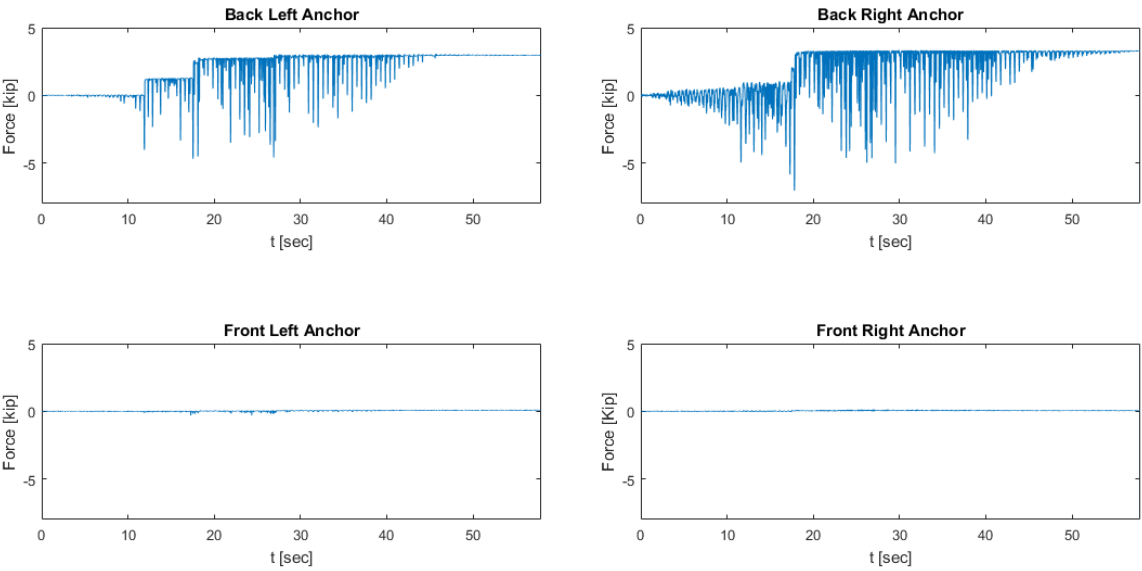 Back Left Anchor
5
0
-5
Force [kip]
0 10 20 30 40 50
t [sec]
Back Right Anchor
5
0
-5
Force [kip]
0 10 20 30 40 50
t [sec]
Front Left Anchor
5
0
-5
Force [kip]
0 10 20 30 40 50
t [sec]
Front Right Anchor
5
0
-5
Force [Kip]
0 10 20 30 40 50
t [sec]